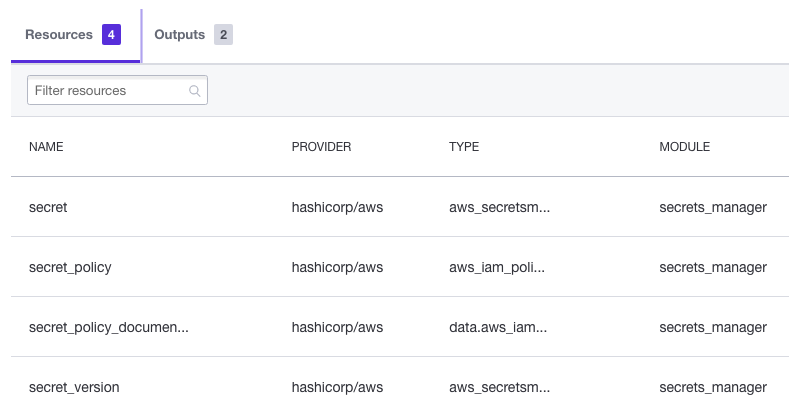 Resources 4 Outputs 2
Filter resources
NAME PROVIDER TYPE MODULE
secret hashicorp/aws aws_secretsm... secrets_manager
secret_policy hashicorp/aws aws_iam_poli... secrets_manager
secret_policy_documen... hashicorp/aws data.aws_iam... secrets_manager
secret_version hashicorp/aws aws_secretsm... secrets_manager